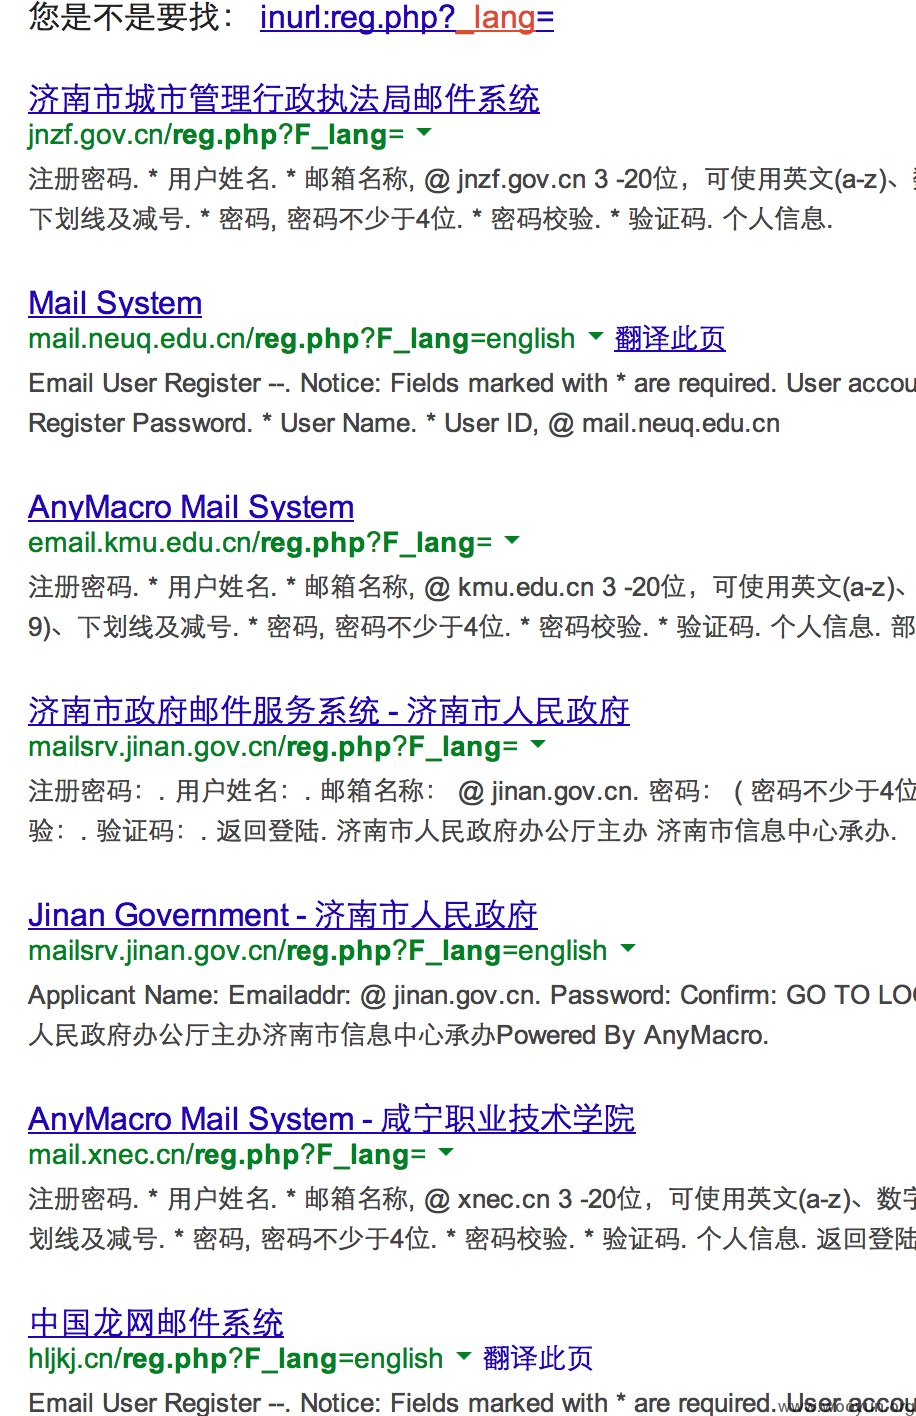 您是不是要找： inurl:reg.php?_lang=
济南市城市管理行政执法局邮件系统
jnzf.gov.cn/reg.php?F_lang=
注册密码. * 用户姓名. * 邮箱名称, @ jnzf.gov.cn 3 -20位，可使用英文(a-z)、
下划线及减号. * 密码, 密码不少于4位. * 密码校验. * 验证码. 个人信息.
Mail System
mail.neuq.edu.cn/reg.php?F_lang=english 翻译此页
Email User Register --. Notice: Fields marked with * are required. User accou
Register Password. * User Name. * User ID, @ mail.neuq.edu.cn
AnyMacro Mail System
email.kmu.edu.cn/reg.php?F_lang=
注册密码. * 用户姓名. * 邮箱名称, @ kmu.edu.cn 3 -20位，可使用英文(a-z)、
9)、下划线及减号. * 密码, 密码不少于4位. * 密码校验. * 验证码. 个人信息. 部
济南市政府邮件服务系统 - 济南市人民政府
mailsrv.jinan.gov.cn/reg.php?F_lang=
注册密码：. 用户姓名：. 邮箱名称： @ jinan.gov.cn. 密码： ( 密码不少于4位
验：. 验证码：. 返回登陆. 济南市人民政府办公厅主办 济南市信息中心承办.
Jinan Government - 济南市人民政府
mailsrv.jinan.gov.cn/reg.php?F_lang=english
Applicant Name: Emailaddr: @ jinan.gov.cn. Password: Confirm: GO TO LOG
人民政府办公厅主办济南市信息中心承办Powered By AnyMacro.
AnyMacro Mail System - 咸宁职业技术学院
mail.xnec.cn/reg.php?F_lang=
注册密码. * 用户姓名. * 邮箱名称, @ xnec.cn 3 -20位，可使用英文(a-z)、数字
划线及减号. * 密码, 密码不少于4位. * 密码校验. * 验证码. 个人信息. 返回登陆
中国龙网邮件系统
hljkj.cn/reg.php?F_lang=english 翻译此页
Email User Register --. Notice: Fields marked with * are required. User accou
www.wooyun.org